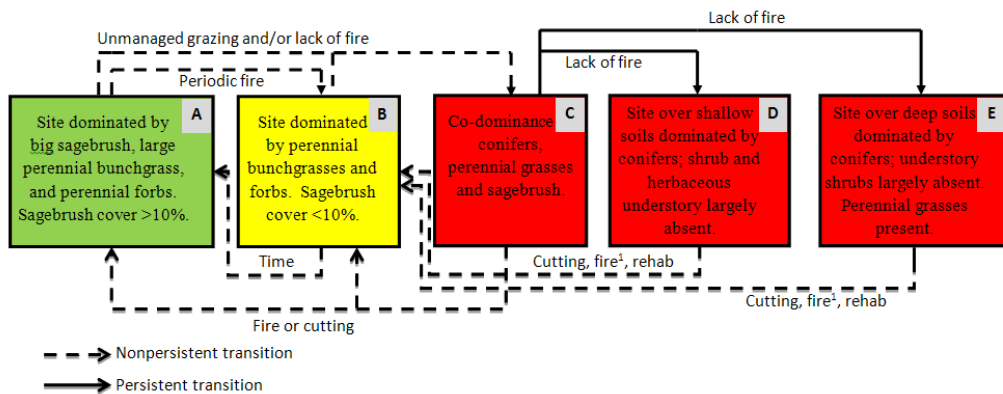 Lack of fire
Unmanaged grazing and/or lack of fire
Lack of fire
Periodic fire
A
Site dominated by
big sagebrush, large
perennial bunchgrass,
and perennial forbs.
Sagebrush cover >10%.
B
Site dominated
by perennial
bunchgrasses and
forbs. Sagebrush
cover <10%.
C
Co-dominance
conifers,
perennial grasses
and sagebrush.
D
Site over shallow
soils dominated by
conifers; shrub and
herbaceous
understory largely
absent.
E
Site over deep soils
dominated by
conifers; understory
shrubs largely absent.
Perennial grasses
present.
Time
Cutting, fire¹, rehab
Cutting, fire¹, rehab
Fire or cutting
Nonpersistent transition
Persistent transition